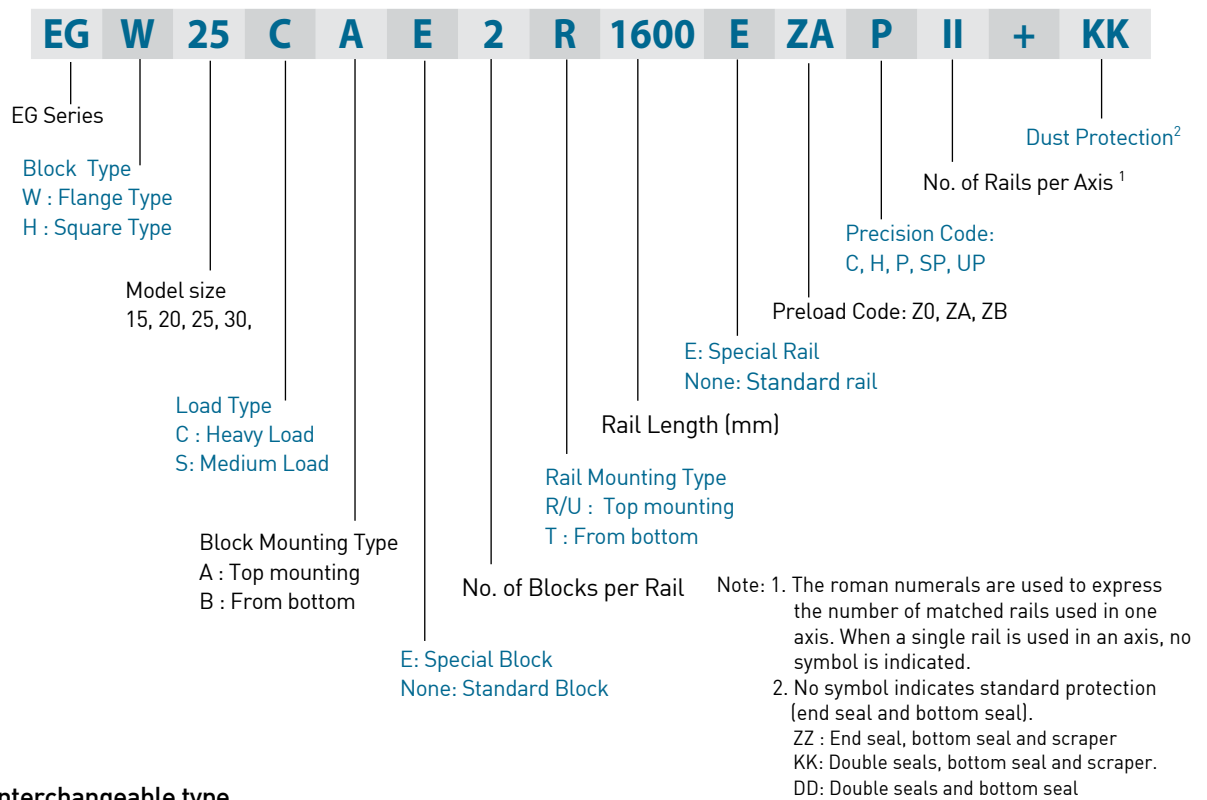 EG W 25 C A E 2 R 1600 E ZA P II + KK
EG Series
Block Type
W : Flange Type
H : Square Type
Model size
15, 20, 25, 30,
Load Type
C : Heavy Load
S: Medium Load
Block Mounting Type
A : Top mounting
B : From bottom
E: Special Block
None: Standard Block
No. of Blocks per Rail
Rail Mounting Type
R/U : Top mounting
T : From bottom
Rail Length (mm)
E: Special Rail
None: Standard rail
Preload Code: Z0, ZA, ZB
Precision Code:
C, H, P, SP, UP
No. of Rails per Axis 1
Dust Protection2
Note: 1. The roman numerals are used to express
the number of matched rails used in one
axis. When a single rail is used in an axis, no
symbol is indicated.
2. No symbol indicates standard protection
(end seal and bottom seal).
ZZ : End seal, bottom seal and scraper
KK: Double seals, bottom seal and scraper.
DD: Double seals and bottom seal
nterchangeable type